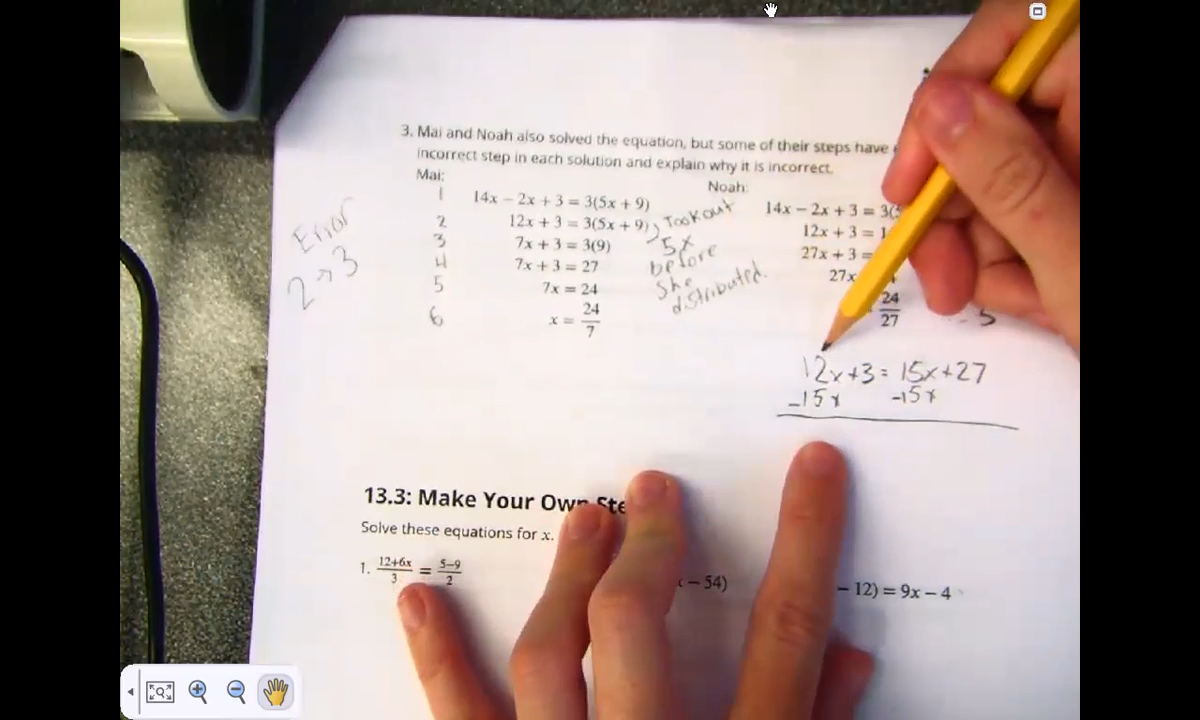 3. Mai and Noah also solved the equation, but some of their steps have
incorrect step in each solution and explain why it is incorrect.
Mai:
1 14x − 2x + 3 = 3(5x + 9)
2 12x + 3 = 3(5x + 9)
3 7x + 3 = 3(9)
4 7x + 3 = 27
5 7x = 24
6 x = 24/7
Error
2 → 3
Took out
5x
before
she
distributed.
Noah:
14x − 2x + 3 = 3(5
12x + 3 = 1
27x + 3 =
27x
24/27
5
12x+3 = 15x+27
-15x -15x
13.3: Make Your Own Ste
Solve these equations for x.
1. 12+6x/3 = 5−9/2
− 54)
− 12) = 9x − 4